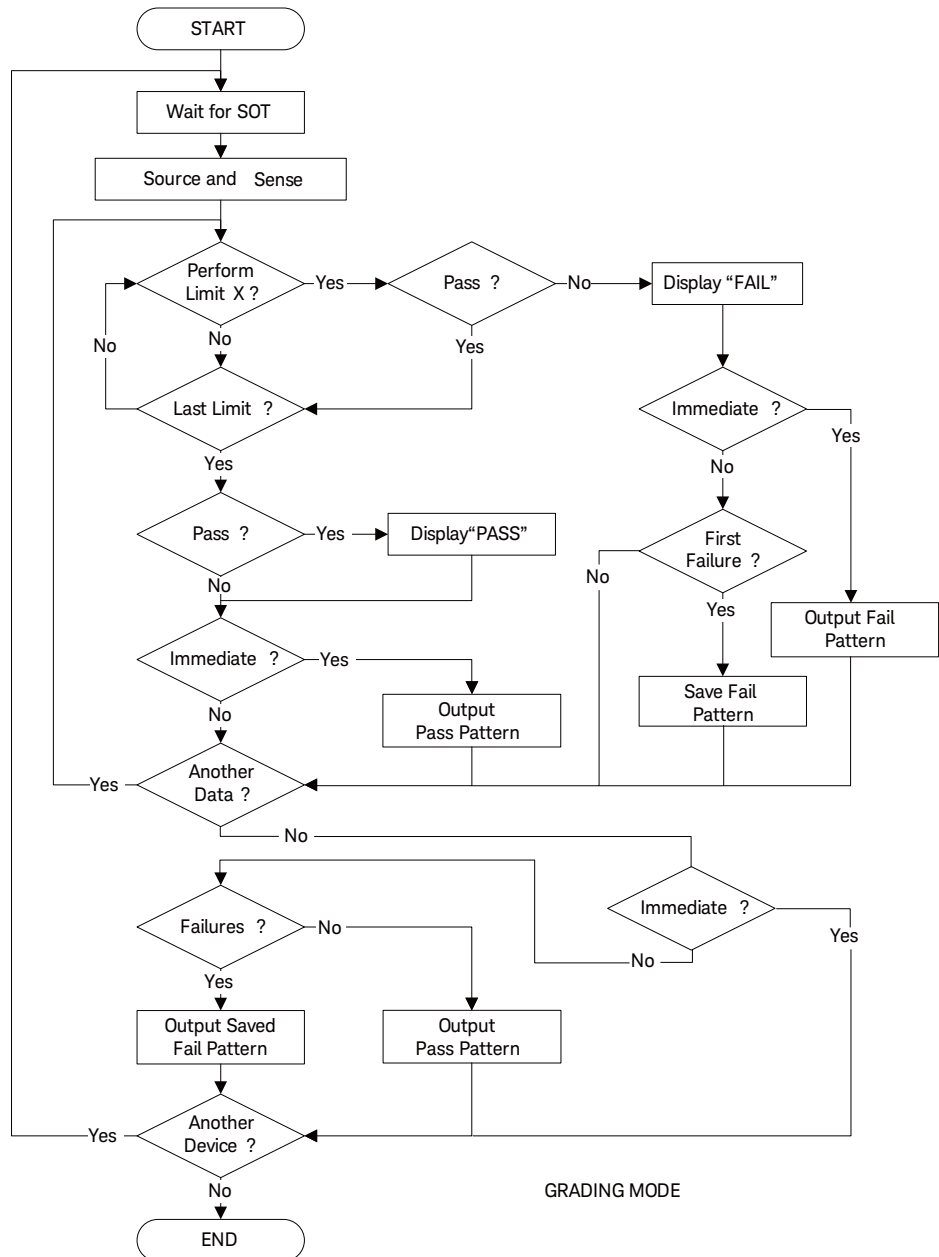 START
Wait for SOT
Source and Sense
Perform
Limit X ?
Yes
Pass ?
No
Display “FAIL”
No
No
Yes
Last Limit ?
Immediate ?
Yes
Yes
No
Pass ?
Yes
Display“PASS”
First
Failure ?
No
No
Yes
Output Fail
Pattern
Immediate ?
Yes
Save Fail
Pattern
No
Output
Pass Pattern
Yes
Another
Data ?
No
Failures ?
No
Immediate ?
Yes
No
Yes
Output Saved
Fail Pattern
Output
Pass Pattern
Yes
Another
Device ?
No
GRADING MODE
END